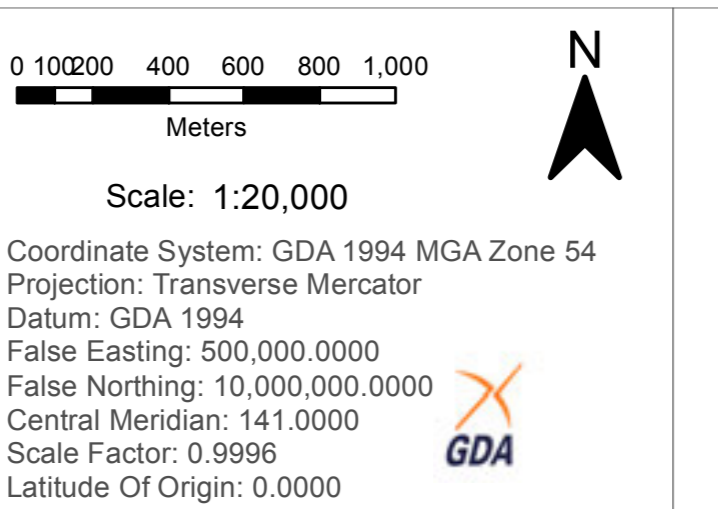 N
0 100200 400 600 800 1,000
Meters
Scale: 1:20,000
Coordinate System: GDA 1994 MGA Zone 54
Projection: Transverse Mercator
Datum: GDA 1994
False Easting: 500,000.0000
False Northing: 10,000,000.0000
Central Meridian: 141.0000
Scale Factor: 0.9996
Latitude Of Origin: 0.0000
GDA